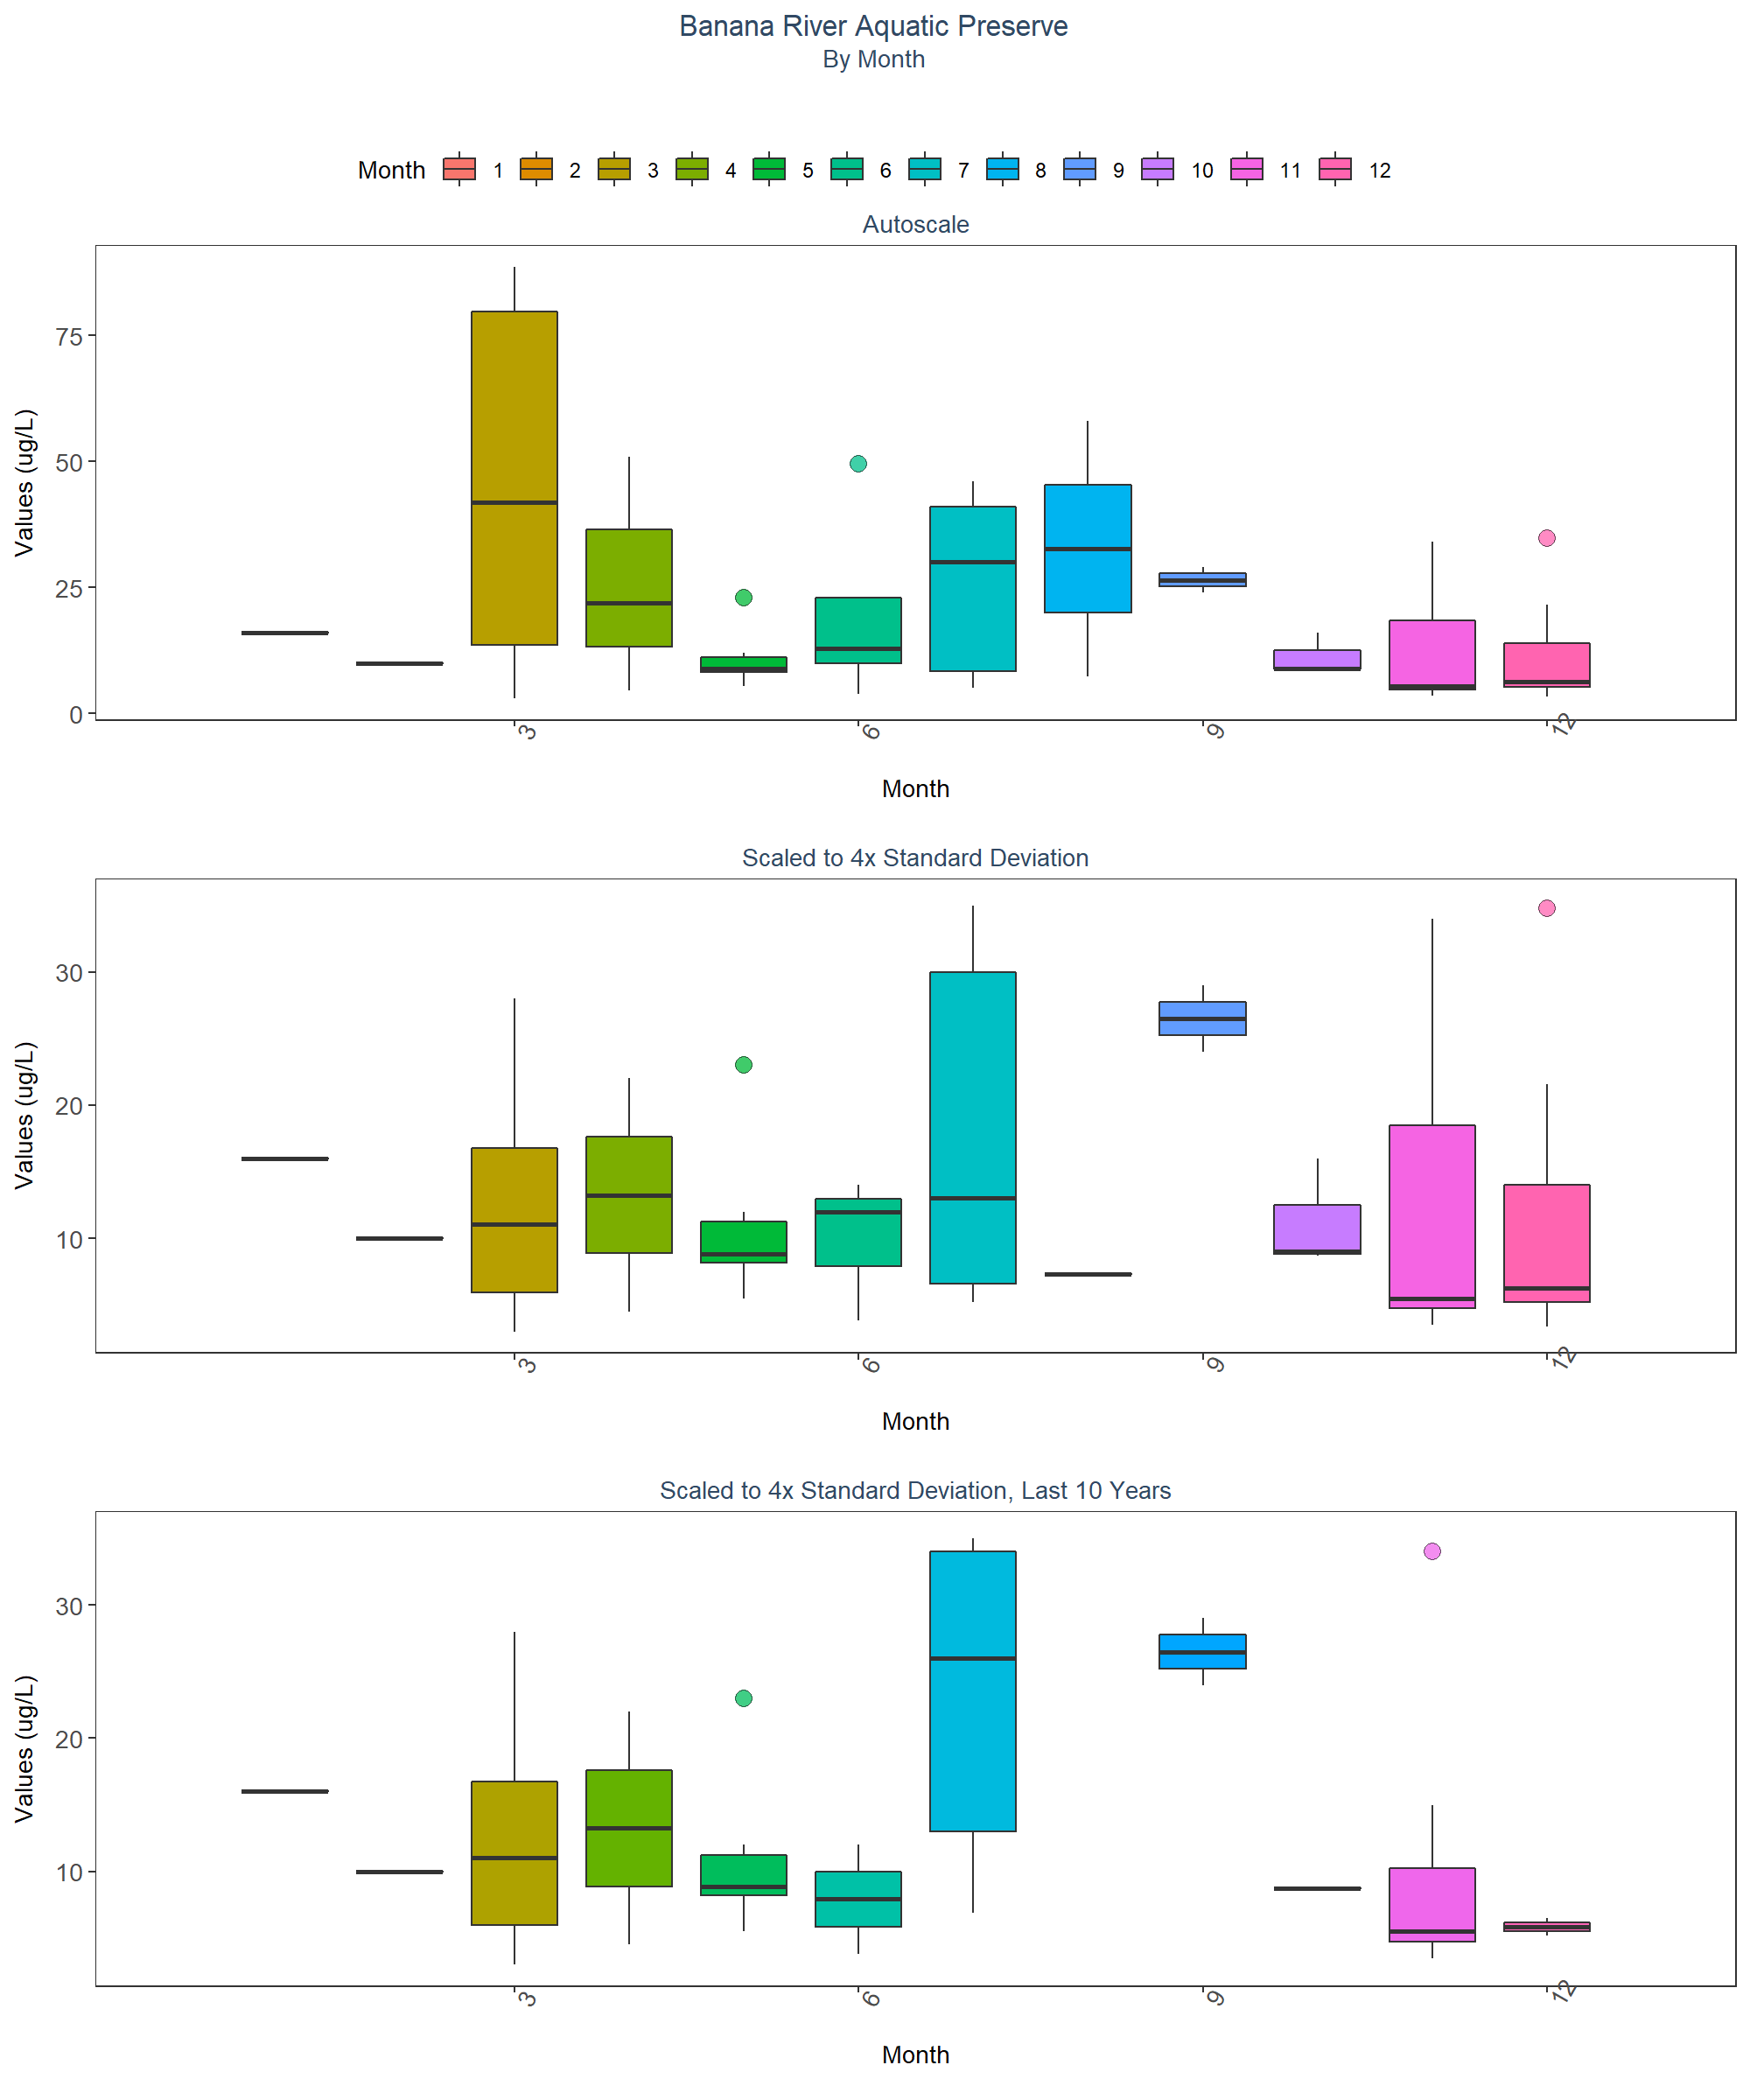 Banana River Aquatic Preserve
By Month
Month 1 2 3 4 5 6 7 8 9 10 11 12
Autoscale
Values (ug/L)
75
50
25
0
3 6 9 12
Month
Scaled to 4x Standard Deviation
Values (ug/L)
30
20
10
3 6 9 12
Month
Scaled to 4x Standard Deviation, Last 10 Years
Values (ug/L)
30
20
10
3 6 9 12
Month